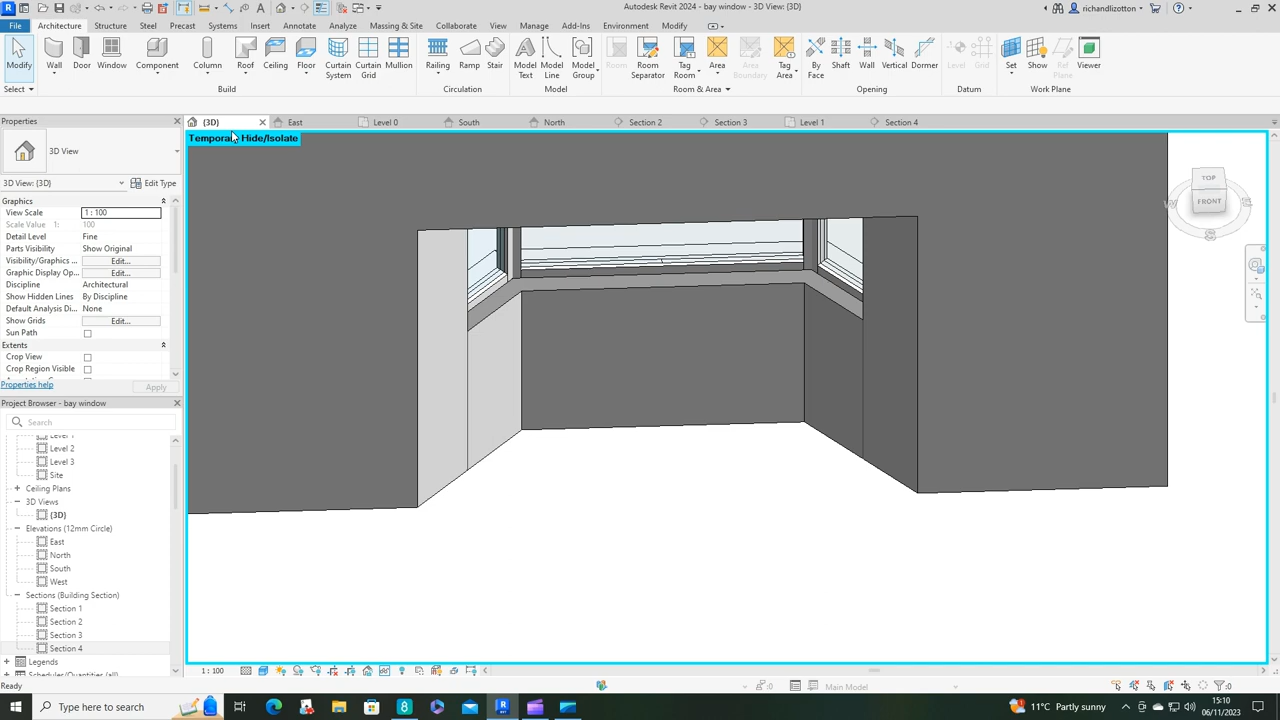 Autodesk Revit 2024 - bay window - 3D View: {3D}
richandlizotton
File Architecture Structure Steel Precast Systems Insert Annotate Analyze Massing & Site Collaborate View Manage Add-Ins Environment Modify
Modify Wall Door Window Component Column Roof Ceiling Floor Curtain System Curtain Grid Mullion Railing Ramp Stair Model Text Model Line Model Group Room Room Separator Tag Room Area Area Boundary Tag Area By Face Shaft Wall Vertical Dormer Level Grid Set Show Ref Plane Viewer
Select Build Circulation Model Room & Area Opening Datum Work Plane
Properties
{3D} East Level 0 South North Section 2 Section 3 Level 1 Section 4
Temporary Hide/Isolate
3D View
3D View: {3D} Edit Type
Graphics
View Scale 1 : 100
Scale Value 1: 100
Detail Level Fine
Parts Visibility Show Original
Visibility/Graphics ... Edit...
Graphic Display Op... Edit...
Discipline Architectural
Show Hidden Lines By Discipline
Default Analysis Di... None
Show Grids Edit...
Sun Path
Extents
Crop View
Crop Region Visible
Properties help Apply
TOP
FRONT
Project Browser - bay window
Search
Level 1
Level 2
Level 3
Site
Ceiling Plans
3D Views
{3D}
Elevations (12mm Circle)
East
North
South
West
Sections (Building Section)
Section 1
Section 2
Section 3
Section 4
Legends
Schedules/Quantities (all)
1 : 100
Ready
:0
Main Model
:0
Type here to search
11°C Partly sunny
15:10
06/11/2023